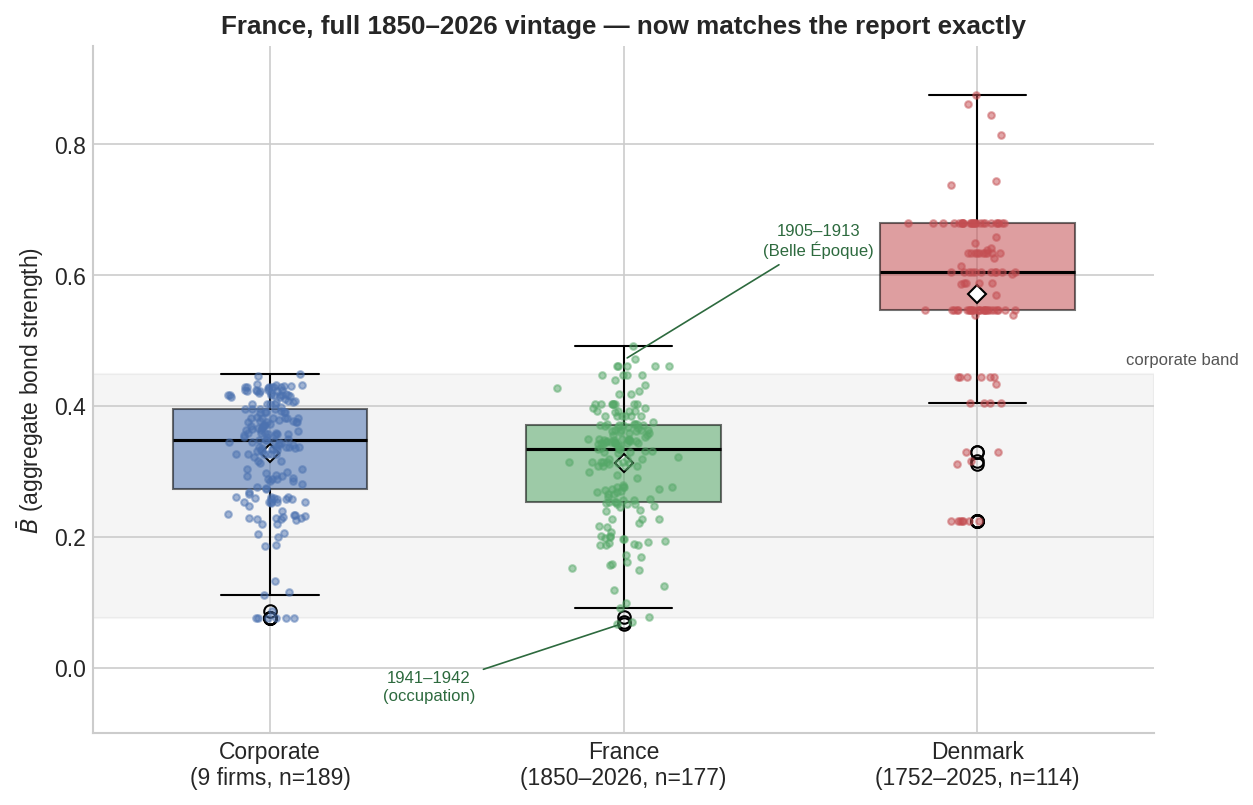 France, full 1850–2026 vintage — now matches the report exactly
B̄ (aggregate bond strength)
0.8
0.6
0.4
0.2
0.0
1905–1913
(Belle Époque)
corporate band
1941–1942
(occupation)
Corporate
(9 firms, n=189)
France
(1850–2026, n=177)
Denmark
(1752–2025, n=114)